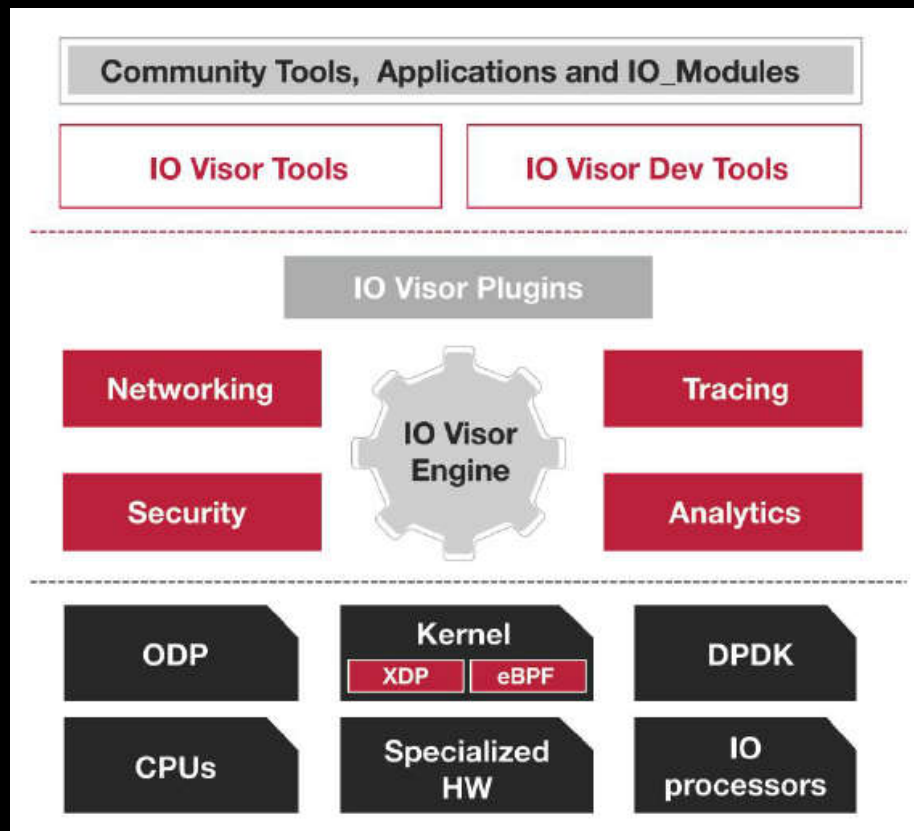 Community Tools, Applications and IO_Modules
IO Visor Tools
IO Visor Dev Tools
IO Visor Plugins
Networking
IO Visor
Engine
Tracing
Security
Analytics
ODP
Kernel
XDP
eBPF
DPDK
CPUs
Specialized
HW
IO
processors